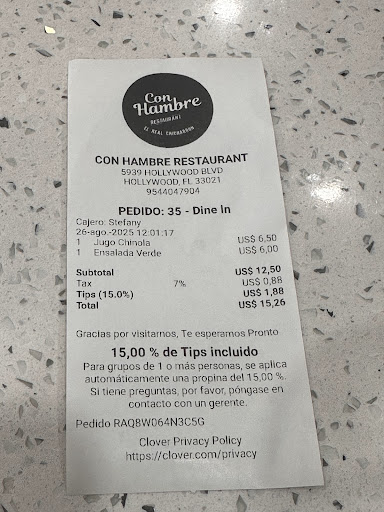 Con
Hambre
RESTAURANT
EL REAL CHICHARRON
CON HAMBRE RESTAURANT
5939 HOLLYWOOD BLVD
HOLLYWOOD, FL 33021
9544047904
PEDIDO: 35 - Dine In
Cajero: Stefany
26-ago.-2025 12:01:17
1 Jugo Chinola US$ 6,50
1 Ensalada Verde US$ 6,00
Subtotal US$ 12,50
Tax 7% US$ 0,88
Tips (15.0%) US$ 1,88
Total US$ 15,26
Gracias por visitarnos, Te esperamos Pronto
15,00 % de Tips incluido
Para grupos de 1 o más personas, se aplica
automáticamente una propina del 15,00 %.
Si tiene preguntas, por favor, póngase en
contacto con un gerente.
Pedido RAQ8W064N3C5G
Clover Privacy Policy
https://clover.com/privacy